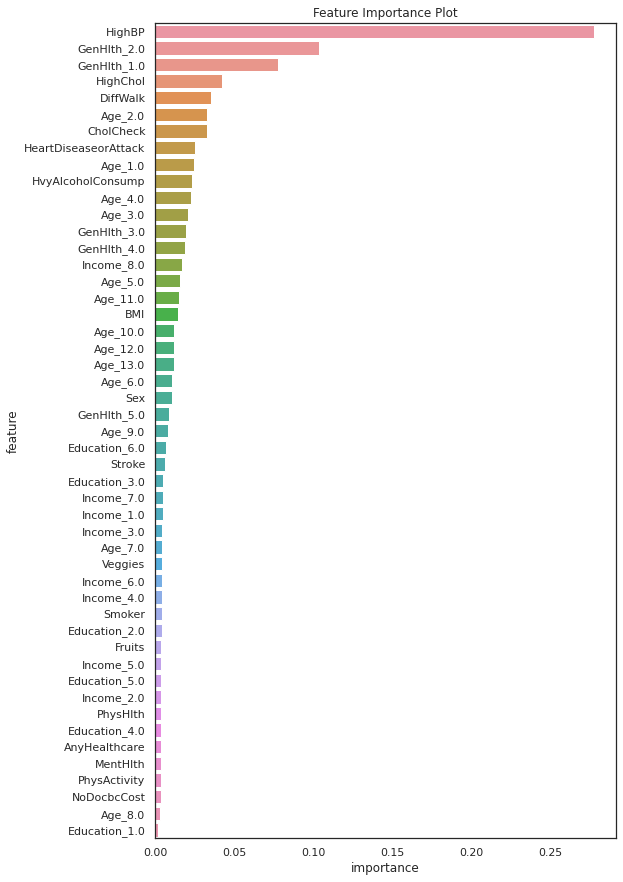 Feature Importance Plot
HighBP
GenHlth_2.0
GenHlth_1.0
HighChol
DiffWalk
Age_2.0
CholCheck
HeartDiseaseorAttack
Age_1.0
HvyAlcoholConsump
Age_4.0
Age_3.0
GenHlth_3.0
GenHlth_4.0
Income_8.0
Age_5.0
Age_11.0
BMI
Age_10.0
Age_12.0
Age_13.0
Age_6.0
Sex
GenHlth_5.0
Age_9.0
Education_6.0
Stroke
Education_3.0
Income_7.0
Income_1.0
Income_3.0
Age_7.0
Veggies
Income_6.0
Income_4.0
Smoker
Education_2.0
Fruits
Income_5.0
Education_5.0
Income_2.0
PhysHlth
Education_4.0
AnyHealthcare
MentHlth
PhysActivity
NoDocbcCost
Age_8.0
Education_1.0
feature
0.00 0.05 0.10 0.15 0.20 0.25
importance